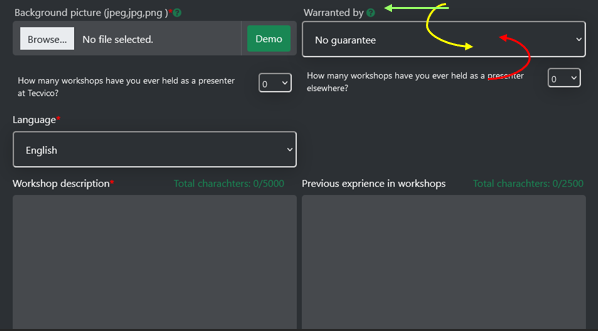 Background picture (jpeg,jpg,png )*?
Warranted by ?
Browse... No file selected. Demo
No guarantee
How many workshops have you ever held as a presenter
at Tecvico?
0
How many workshops have you ever held as a presenter
elsewhere?
0
Language*
English
Workshop description* Total charachters: 0/5000
Previous exprience in workshops Total charachters: 0/2500